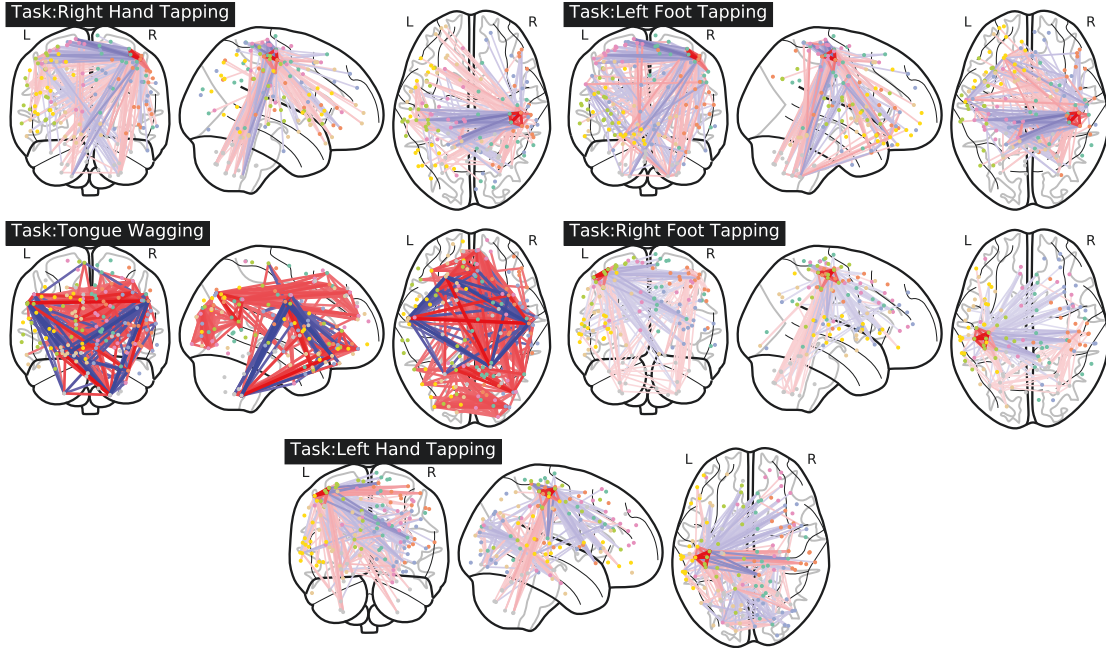 Task:Right Hand Tapping
L R L R
Task:Left Foot Tapping
L R L R
Task:Tongue Wagging
L R L R
Task:Right Foot Tapping
L R L R
Task:Left Hand Tapping
L R L R